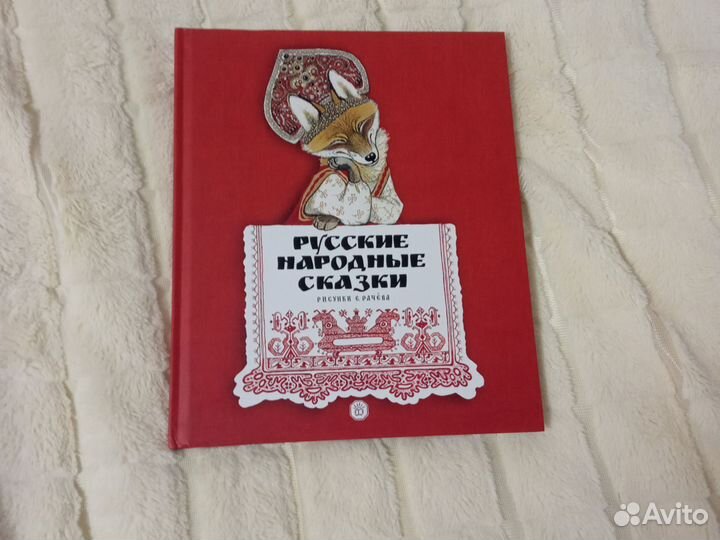 РУССКИЕ
НАРОДНЫЕ
СКАЗКИ
РИСУНКИ Е. РАЧЁВА
Avito